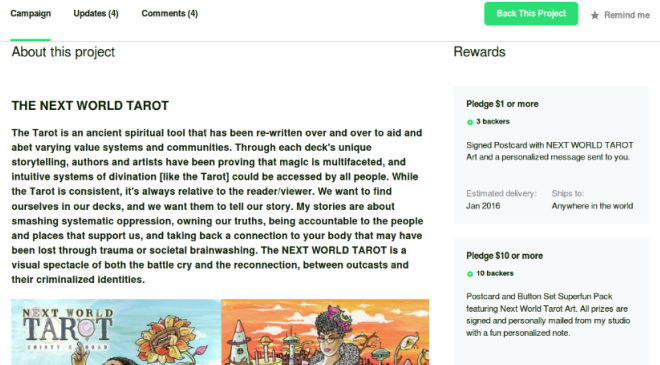 Campaign
Updates (4)
Comments (4)
Back This Project
Remind me
About this project
THE NEXT WORLD TAROT
The Tarot is an ancient spiritual tool that has been re-written over and over to aid and
abet varying value systems and communities. Through each deck's unique
storytelling, authors and artists have been proving that magic is multifaceted, and
intuitive systems of divination [like the Tarot] could be accessed by all people. While
the Tarot is consistent, it's always relative to the reader/viewer. We want to find
ourselves in our decks, and we want them to tell our story. My stories are about
smashing systematic oppression, owning our truths, being accountable to the people
and places that support us, and taking back a connection to your body that may have
been lost through trauma or societal brainwashing. The NEXT WORLD TAROT is a
visual spectacle of both the battle cry and the reconnection, between outcasts and
their criminalized identities.
NEXT WORLD
TAROT
Rewards
Pledge $1 or more
3 backers
Signed Postcard with NEXT WORLD TAROT
Art and a personalized message sent to you.
Estimated delivery:
Jan 2016
Ships to:
Anywhere in the world
Pledge $10 or more
10 backers
Postcard and Button Set Superfun Pack
featuring Next World Tarot Art. All prizes are
signed and personally mailed from my studio
with a fun personalized note.